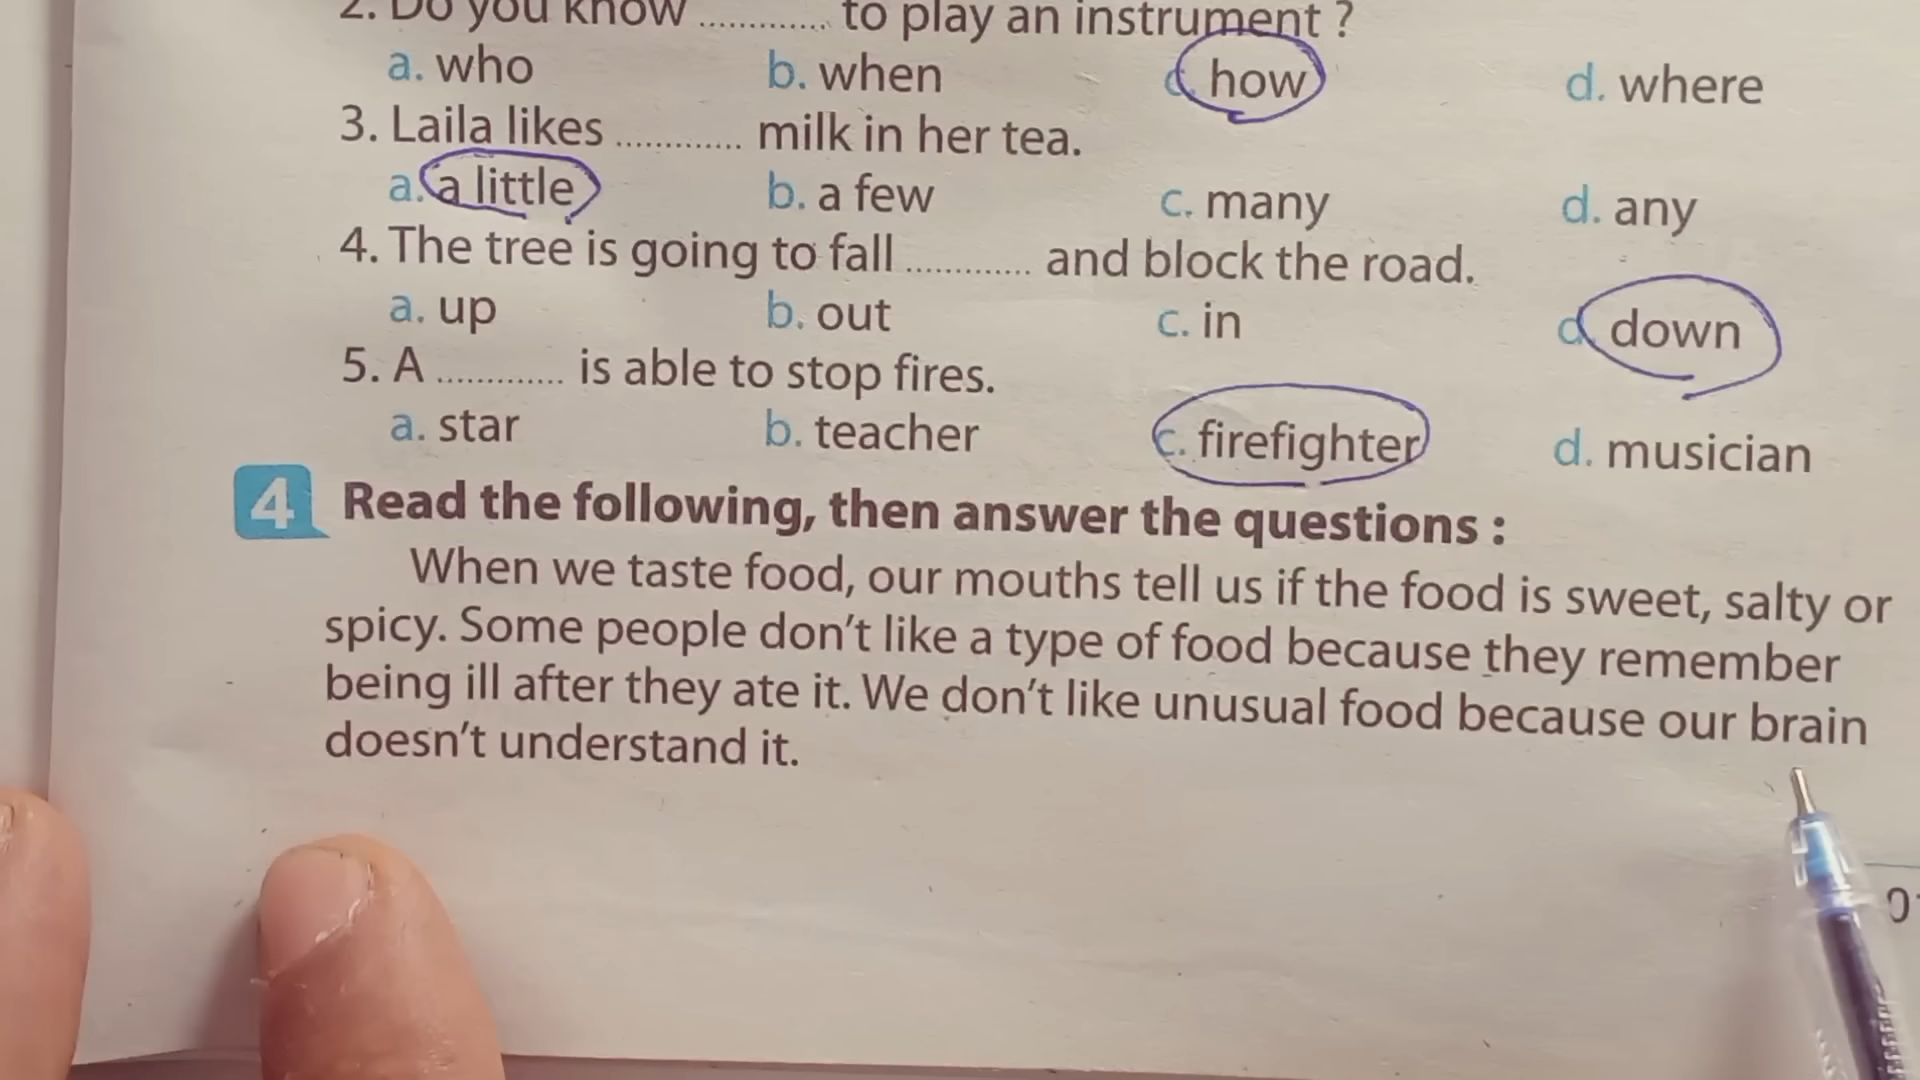 2. Do you know ............ to play an instrument ?
a. who b. when c. how d. where
3. Laila likes ............ milk in her tea.
a. a little b. a few c. many d. any
4. The tree is going to fall ............ and block the road.
a. up b. out c. in d. down
5. A ............ is able to stop fires.
a. star b. teacher c. firefighter d. musician
4 Read the following, then answer the questions :
When we taste food, our mouths tell us if the food is sweet, salty or
spicy. Some people don't like a type of food because they remember
being ill after they ate it. We don't like unusual food because our brain
doesn't understand it.